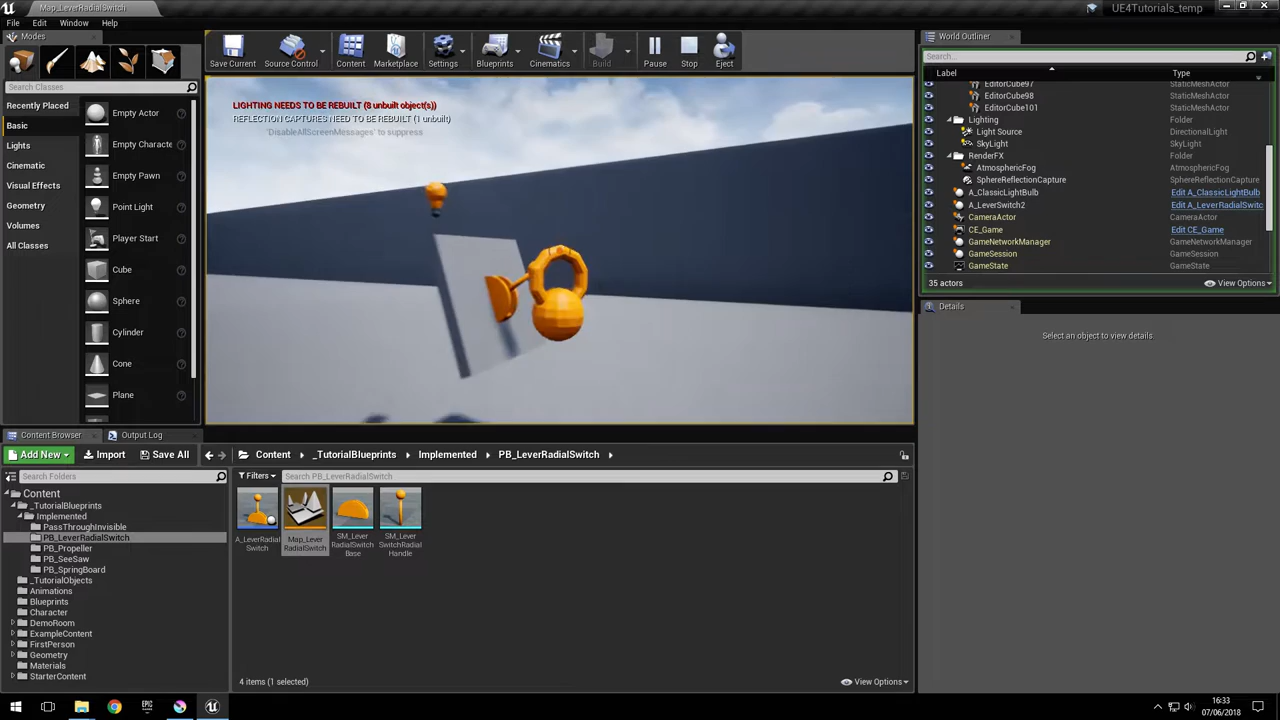 Map_LeverRadialSwitch
UE4Tutorials_temp
File Edit Window Help
Modes
Search Classes
Recently Placed
Basic
Lights
Cinematic
Visual Effects
Geometry
Volumes
All Classes
Empty Actor
Empty Characte
Empty Pawn
Point Light
Player Start
Cube
Sphere
Cylinder
Cone
Plane
Save Current
Source Control
Content
Marketplace
Settings
Blueprints
Cinematics
Build
Pause
Stop
Eject
LIGHTING NEEDS TO BE REBUILT (8 unbuilt object(s))
REFLECTION CAPTURES NEED TO BE REBUILT (1 unbuilt)
'DisableAllScreenMessages' to suppress
World Outliner
Search...
Label Type
EditorCube97 StaticMeshActor
EditorCube98 StaticMeshActor
EditorCube101 StaticMeshActor
Lighting Folder
Light Source DirectionalLight
SkyLight SkyLight
RenderFX Folder
AtmosphericFog AtmosphericFog
SphereReflectionCapture SphereReflectionCapture
A_ClassicLightBulb Edit A_ClassicLightBulb
A_LeverSwitch2 Edit A_LeverRadialSwitc
CameraActor CameraActor
CE_Game Edit CE_Game
GameNetworkManager GameNetworkManager
GameSession GameSession
GameState GameState
35 actors
View Options
Details
Select an object to view details
Content Browser
Output Log
Add New
Import
Save All
Content
_TutorialBlueprints
Implemented
PB_LeverRadialSwitch
Search Folders
Content
_TutorialBlueprints
Implemented
PassThroughInvisible
PB_LeverRadialSwitch
PB_Propeller
PB_SeeSaw
PB_SpringBoard
_TutorialObjects
Animations
Blueprints
Character
DemoRoom
ExampleContent
FirstPerson
Geometry
Materials
StarterContent
Filters
Search PB_LeverRadialSwitch
A_LeverRadial
Switch
Map_Lever
RadialSwitch
SM_Lever
RadialSwitch
Base
SM_Lever
SwitchRadial
Handle
4 items (1 selected)
View Options
EPIC
16:33
07/06/2018